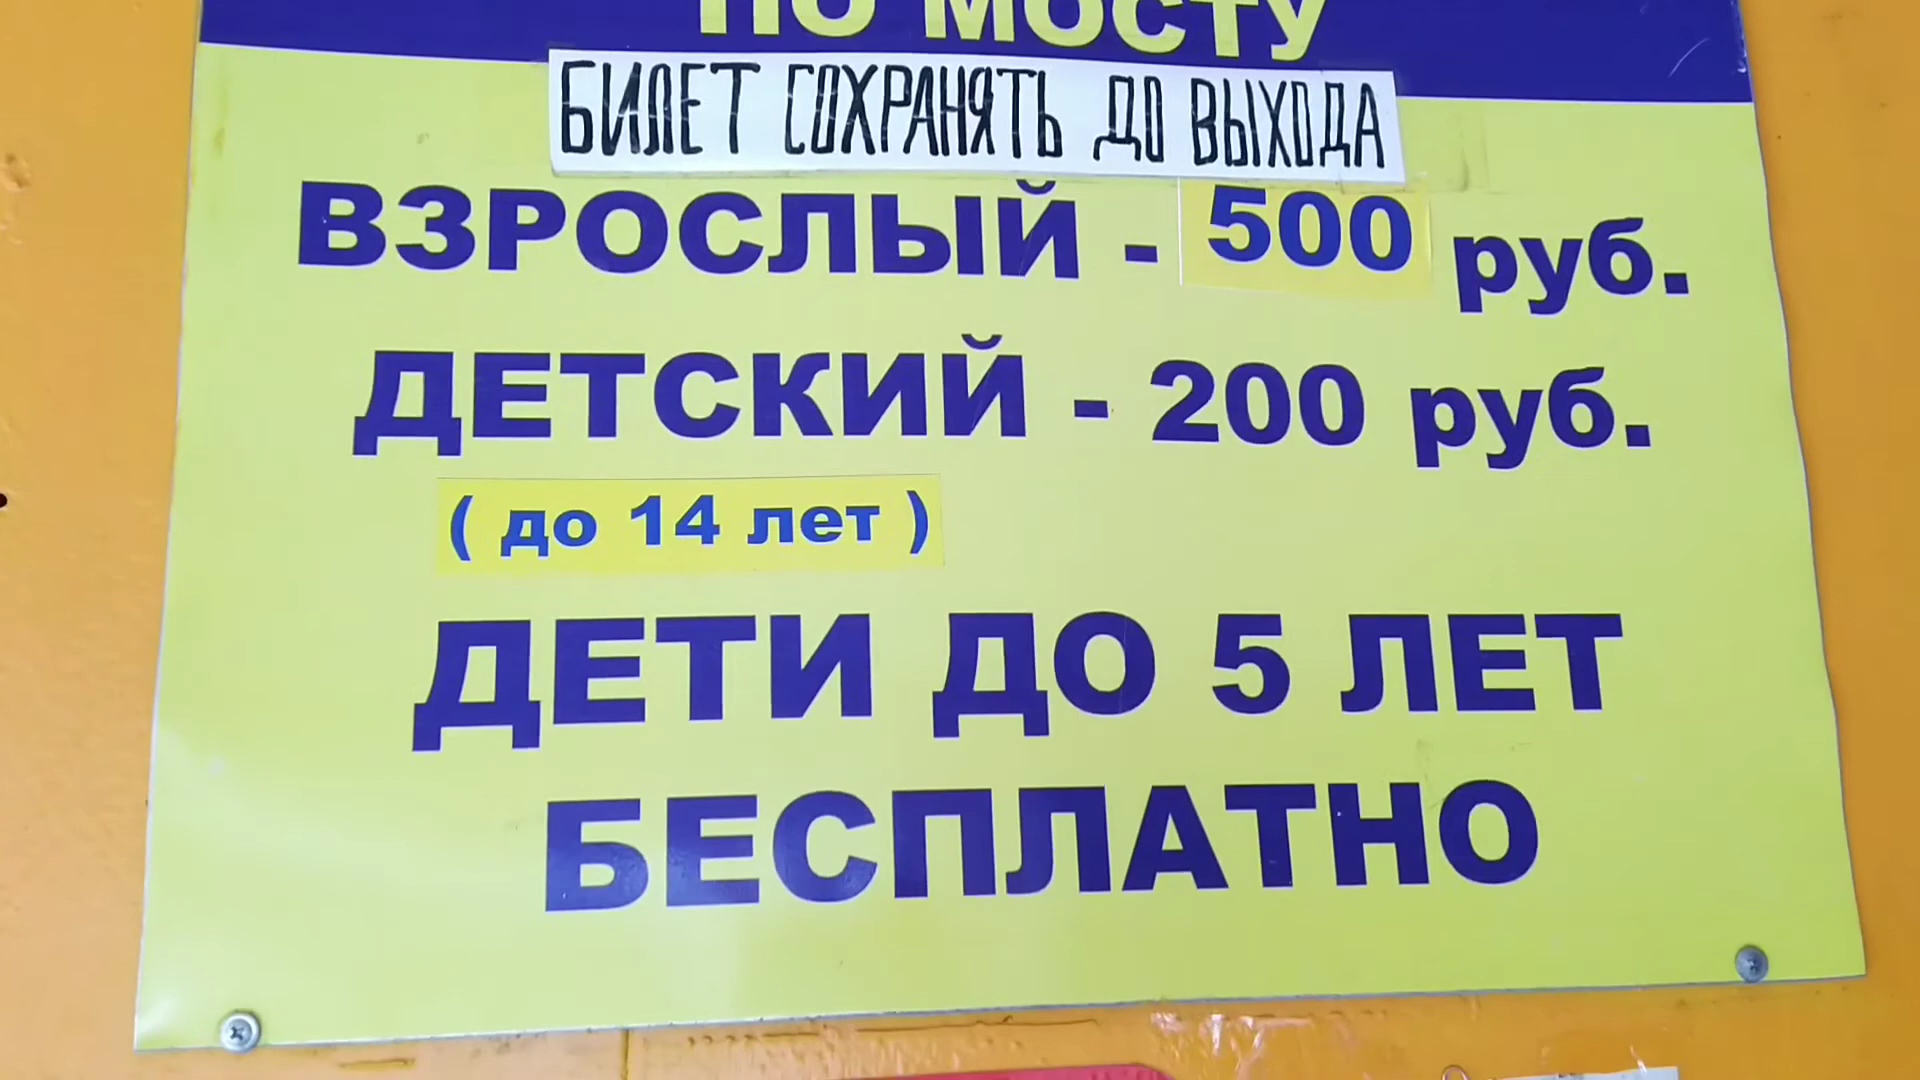 ПО МОСТУ
БИЛЕТ СОХРАНЯТЬ ДО ВЫХОДА
ВЗРОСЛЫЙ - 500 руб.
ДЕТСКИЙ - 200 руб.
( до 14 лет )
ДЕТИ ДО 5 ЛЕТ
БЕСПЛАТНО